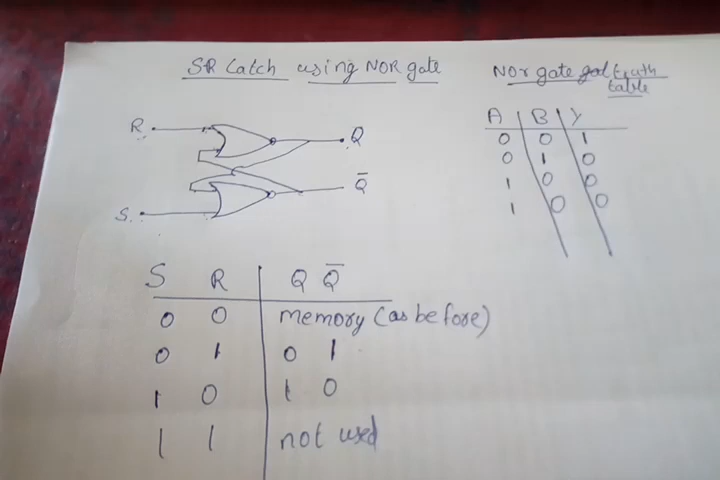 SR Latch using NOR gate
R
Q
Q̅
S
NOr gate truth
table
A B Y
0 0 1
0 1 0
1 0 0
1 0 0
S R Q Q̅
0 0 memory (as before)
0 1 0 1
1 0 1 0
1 1 not used